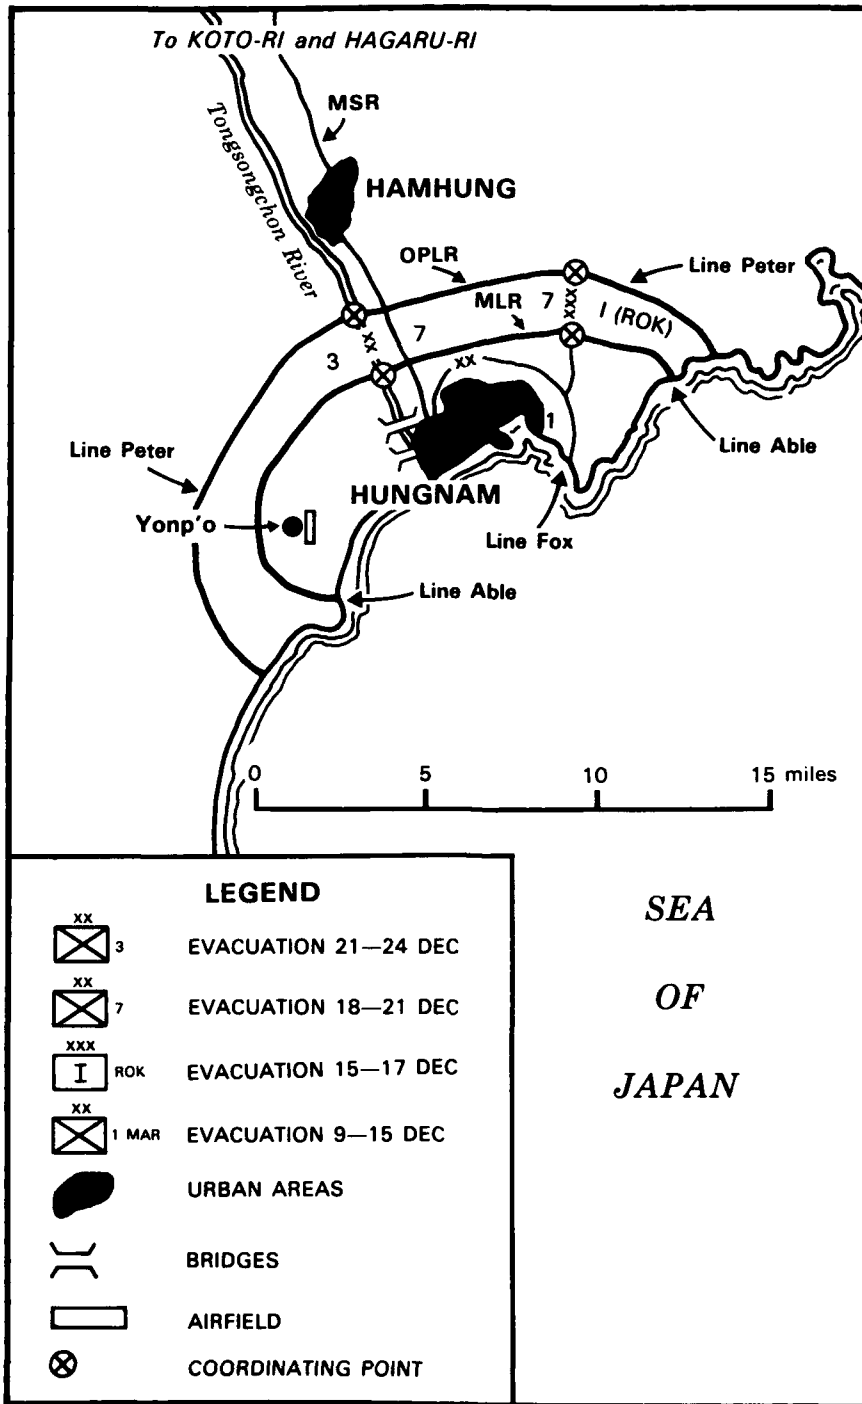 To KOTO-RI and HAGARU-RI
MSR
Tongsongchon River
HAMHUNG
OPLR
Line Peter
7
I (ROK)
xxx
MLR
7
xx
3
xx
1
Line Able
Line Peter
HUNGNAM
Yonp'o
Line Fox
Line Able
0 5 10 15 miles
LEGEND
xx
3 EVACUATION 21—24 DEC
xx
7 EVACUATION 18—21 DEC
xxx
I ROK EVACUATION 15—17 DEC
xx
1 MAR EVACUATION 9—15 DEC
URBAN AREAS
BRIDGES
AIRFIELD
COORDINATING POINT
SEA
OF
JAPAN